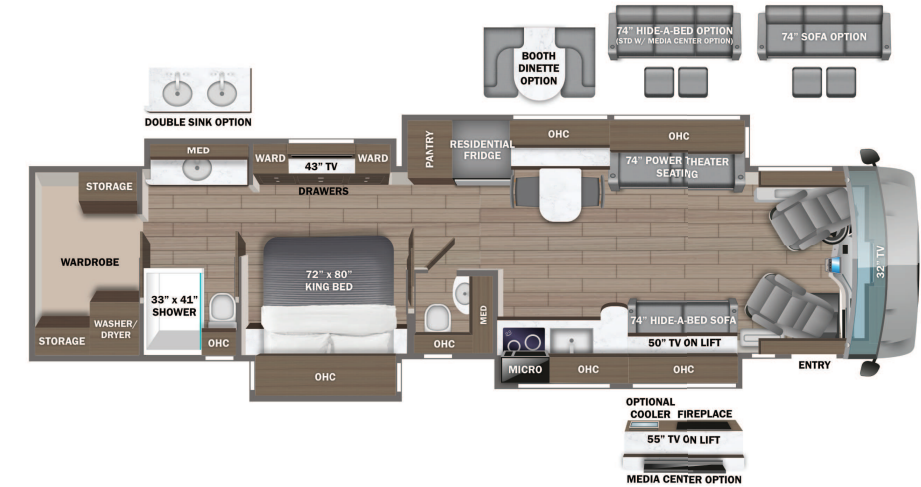 74” HIDE-A-BED OPTION
(STD W/ MEDIA CENTER OPTION)
74” SOFA OPTION
BOOTH
DINETTE
OPTION
DOUBLE SINK OPTION
MED
WARD
43” TV
WARD
DRAWERS
PANTRY
RESIDENTIAL
FRIDGE
OHC
OHC
74” POWER THEATER
SEATING
STORAGE
WARDROBE
33” x 41”
SHOWER
72” x 80”
KING BED
MED
32” TV
STORAGE
WASHER/
DRYER
OHC
OHC
74” HIDE-A-BED SOFA
50” TV ON LIFT
ENTRY
OHC
MICRO
OHC
OHC
OPTIONAL
COOLER
FIREPLACE
55” TV ON LIFT
MEDIA CENTER OPTION